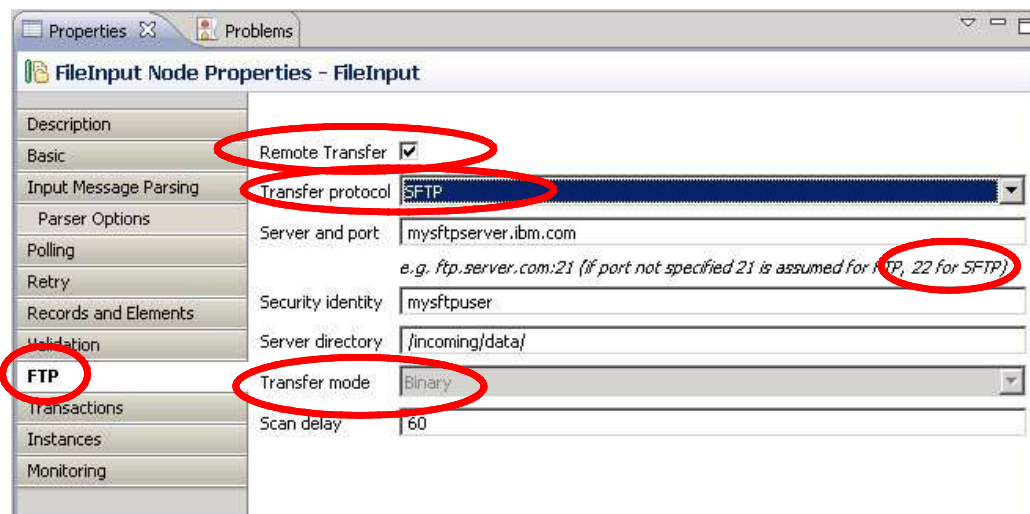 Properties Problems
FileInput Node Properties - FileInput
Description
Basic
Input Message Parsing
Parser Options
Polling
Retry
Records and Elements
Validation
FTP
Transactions
Instances
Monitoring
Remote Transfer
Transfer protocol SFTP
Server and port mysftpserver.ibm.com
e.g. ftp.server.com:21 (if port not specified 21 is assumed for FTP, 22 for SFTP)
Security identity mysftpuser
Server directory /incoming/data/
Transfer mode Binary
Scan delay 60